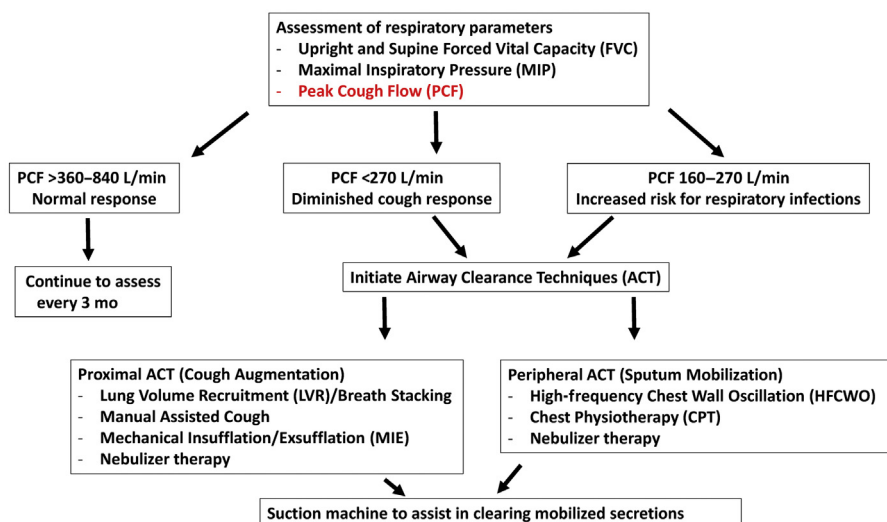 Assessment of respiratory parameters
- Upright and Supine Forced Vital Capacity (FVC)
- Maximal Inspiratory Pressure (MIP)
- Peak Cough Flow (PCF)
PCF >360–840 L/min
Normal response
PCF <270 L/min
Diminished cough response
PCF 160–270 L/min
Increased risk for respiratory infections
Continue to assess
every 3 mo
Initiate Airway Clearance Techniques (ACT)
Proximal ACT (Cough Augmentation)
- Lung Volume Recruitment (LVR)/Breath Stacking
- Manual Assisted Cough
- Mechanical Insufflation/Exsufflation (MIE)
- Nebulizer therapy
Peripheral ACT (Sputum Mobilization)
- High-frequency Chest Wall Oscillation (HFCWO)
- Chest Physiotherapy (CPT)
- Nebulizer therapy
Suction machine to assist in clearing mobilized secretions